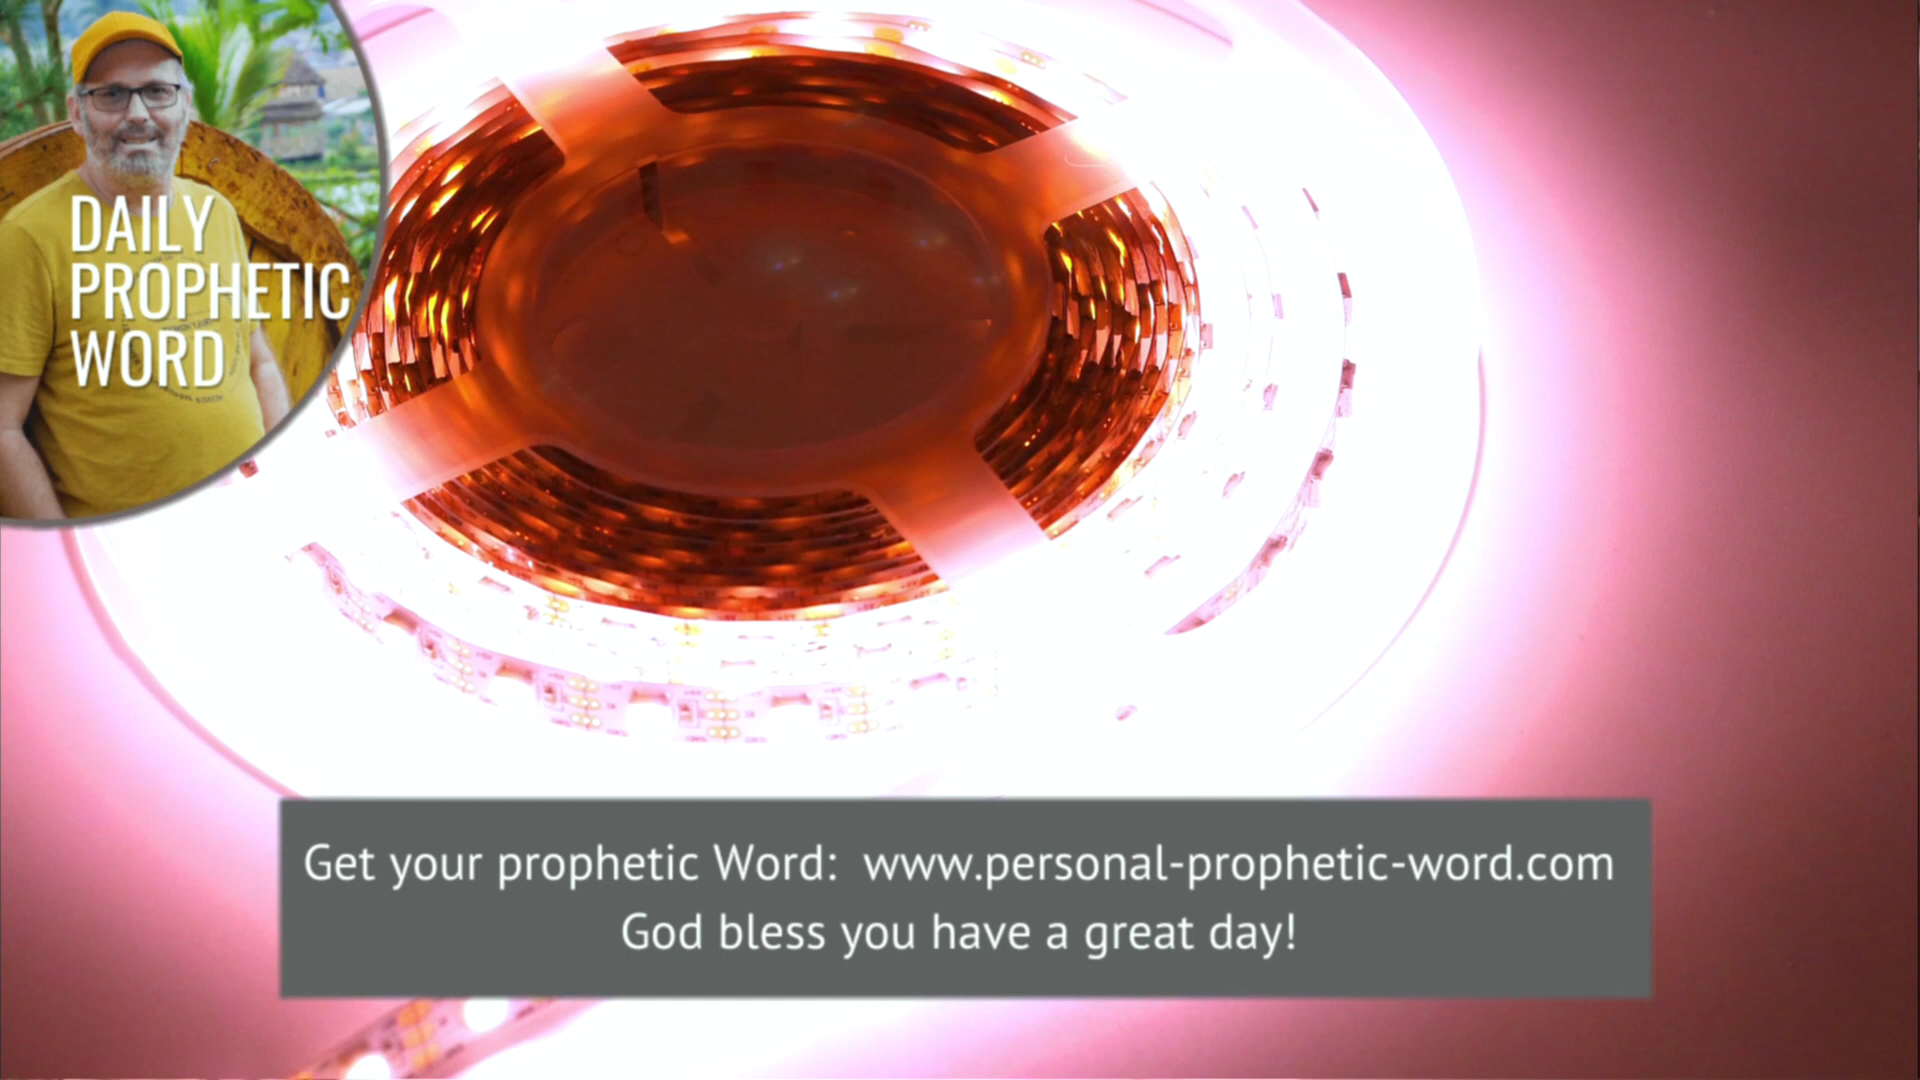 DAILY
PROPHETIC
WORD
Get your prophetic Word: www.personal-prophetic-word.com
God bless you have a great day!